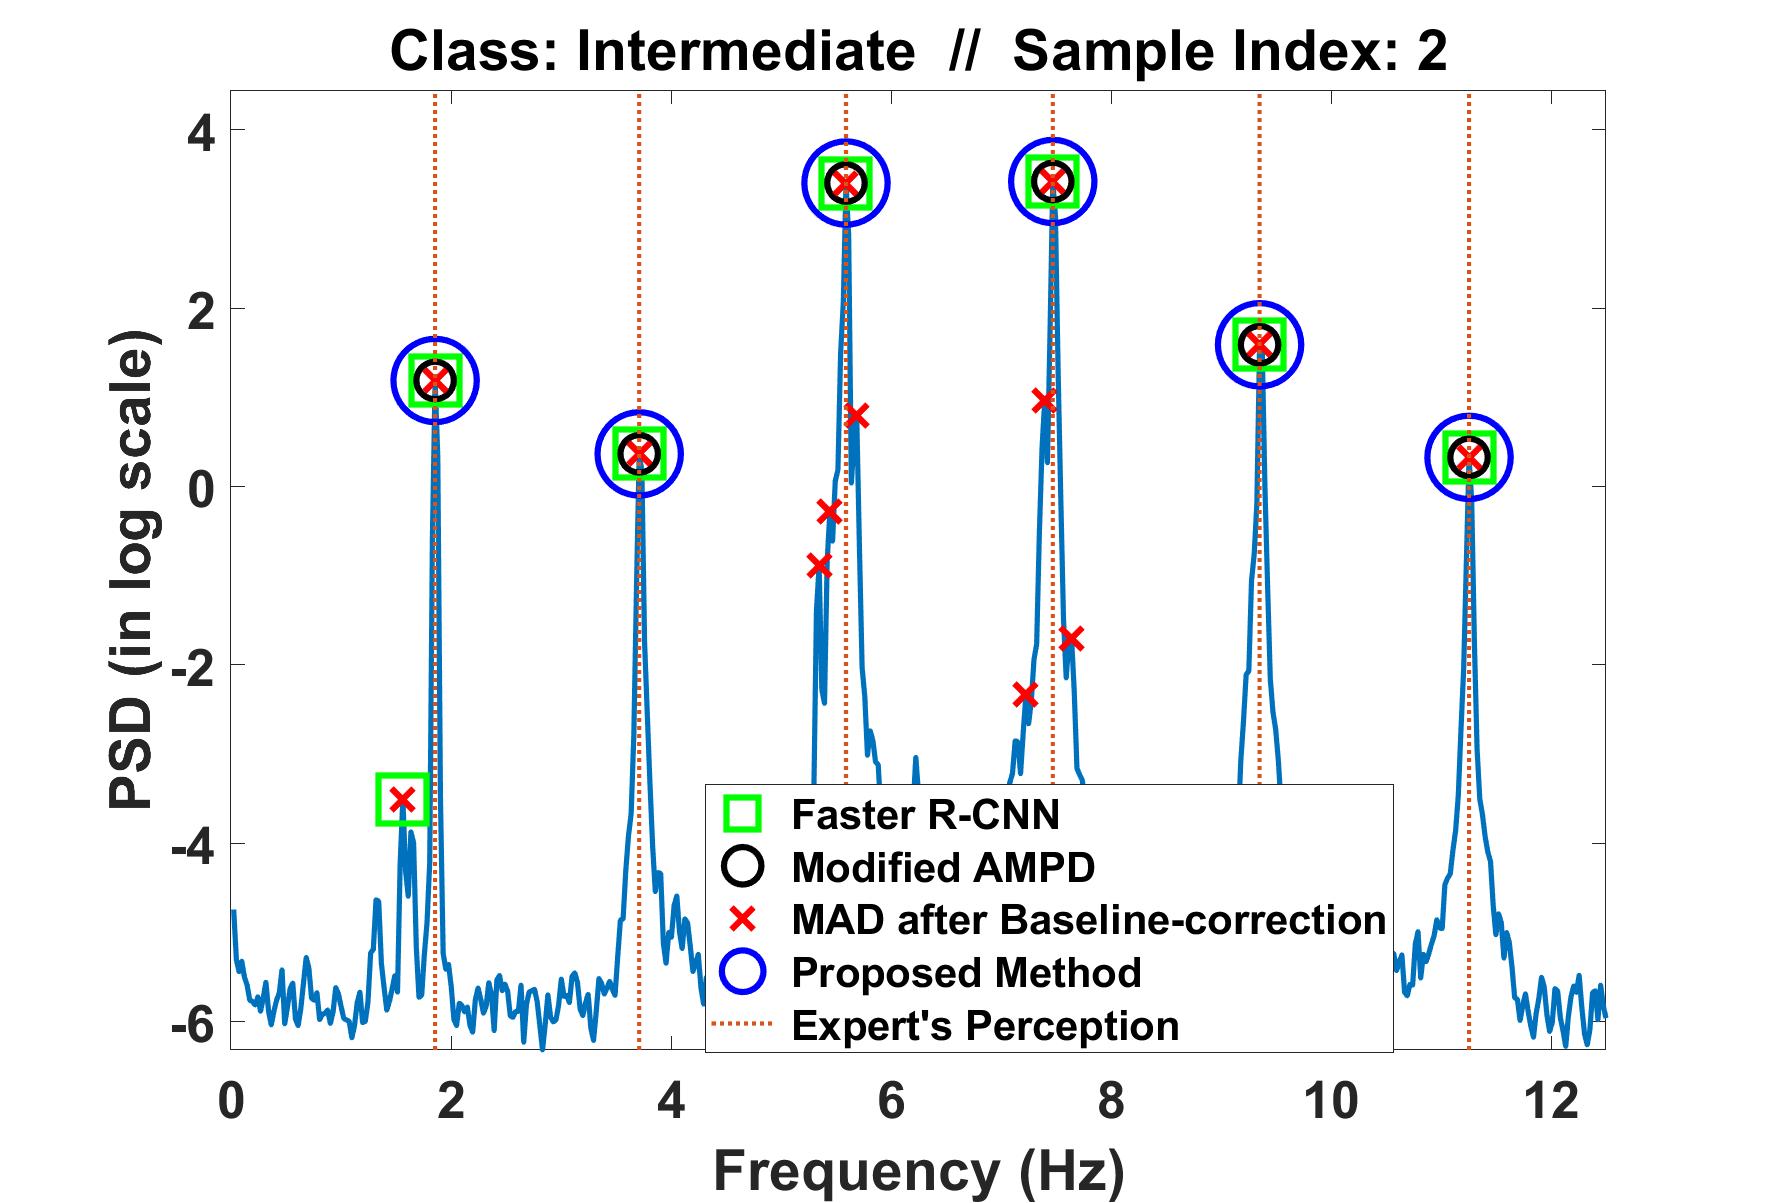 Class: Intermediate // Sample Index: 2
4
2
0
-2
-4
-6
PSD (in log scale)
Faster R-CNN
Modified AMPD
MAD after Baseline-correction
Proposed Method
Expert's Perception
0 2 4 6 8 10 12
Frequency (Hz)